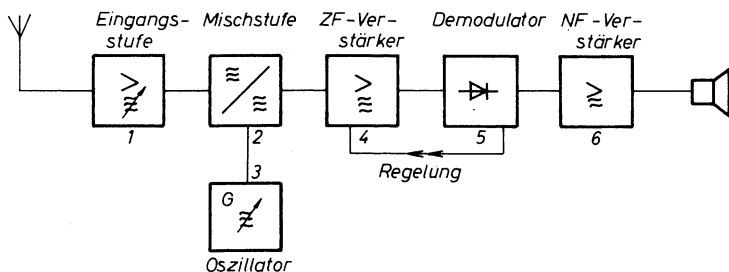 Eingangs-
stufe
Mischstufe
ZF-Ver-
stärker
Demodulator
NF-Ver-
stärker
1
2
3
4
5
6
Regelung
G
Oszillator